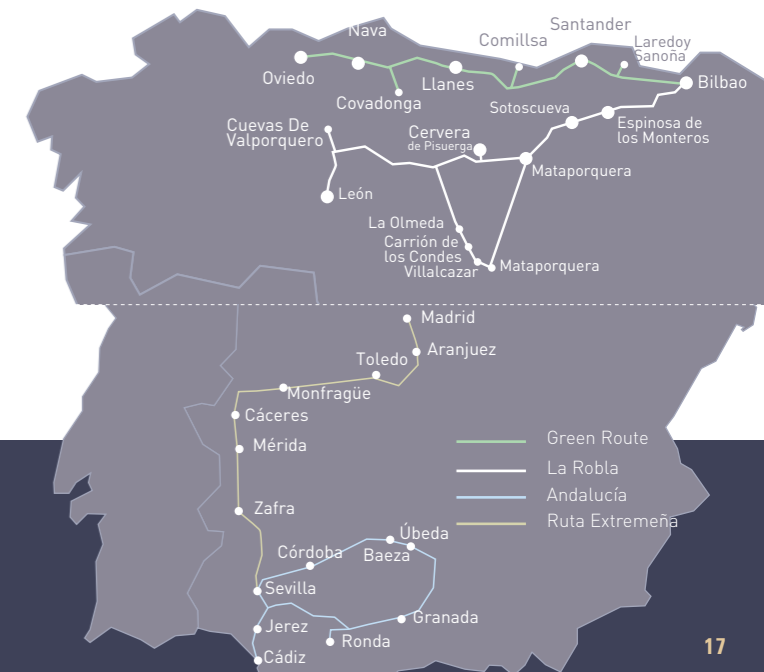 Nava
Santander
Comillsa
Laredoy
Sanoña
Oviedo
Llanes
Bilbao
Covadonga
Sotoscueva
Espinosa de
los Monteros
Cuevas De
Valporquero
Cervera
de Pisuerga
Mataporquera
León
La Olmeda
Carrión de
los Condes
Villalcazar
Mataporquera
Madrid
Aranjuez
Toledo
Monfragüe
Cáceres
Mérida
Green Route
La Robla
Andalucía
Ruta Extremeña
Zafra
Úbeda
Córdoba
Baeza
Sevilla
Granada
Jerez
Ronda
Cádiz
17